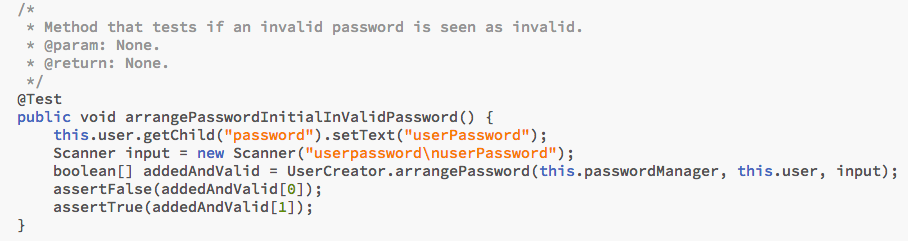 /*
 * Method that tests if an invalid password is seen as invalid.
 * @param: None.
 * @return: None.
 */
@Test
public void arrangePasswordInitialInValidPassword() {
    this.user.getChild("password").setText("userPassword");
    Scanner input = new Scanner("userpassword\nuserPassword");
    boolean[] addedAndValid = UserCreator.arrangePassword(this.passwordManager, this.user, input);
    assertFalse(addedAndValid[0]);
    assertTrue(addedAndValid[1]);
}